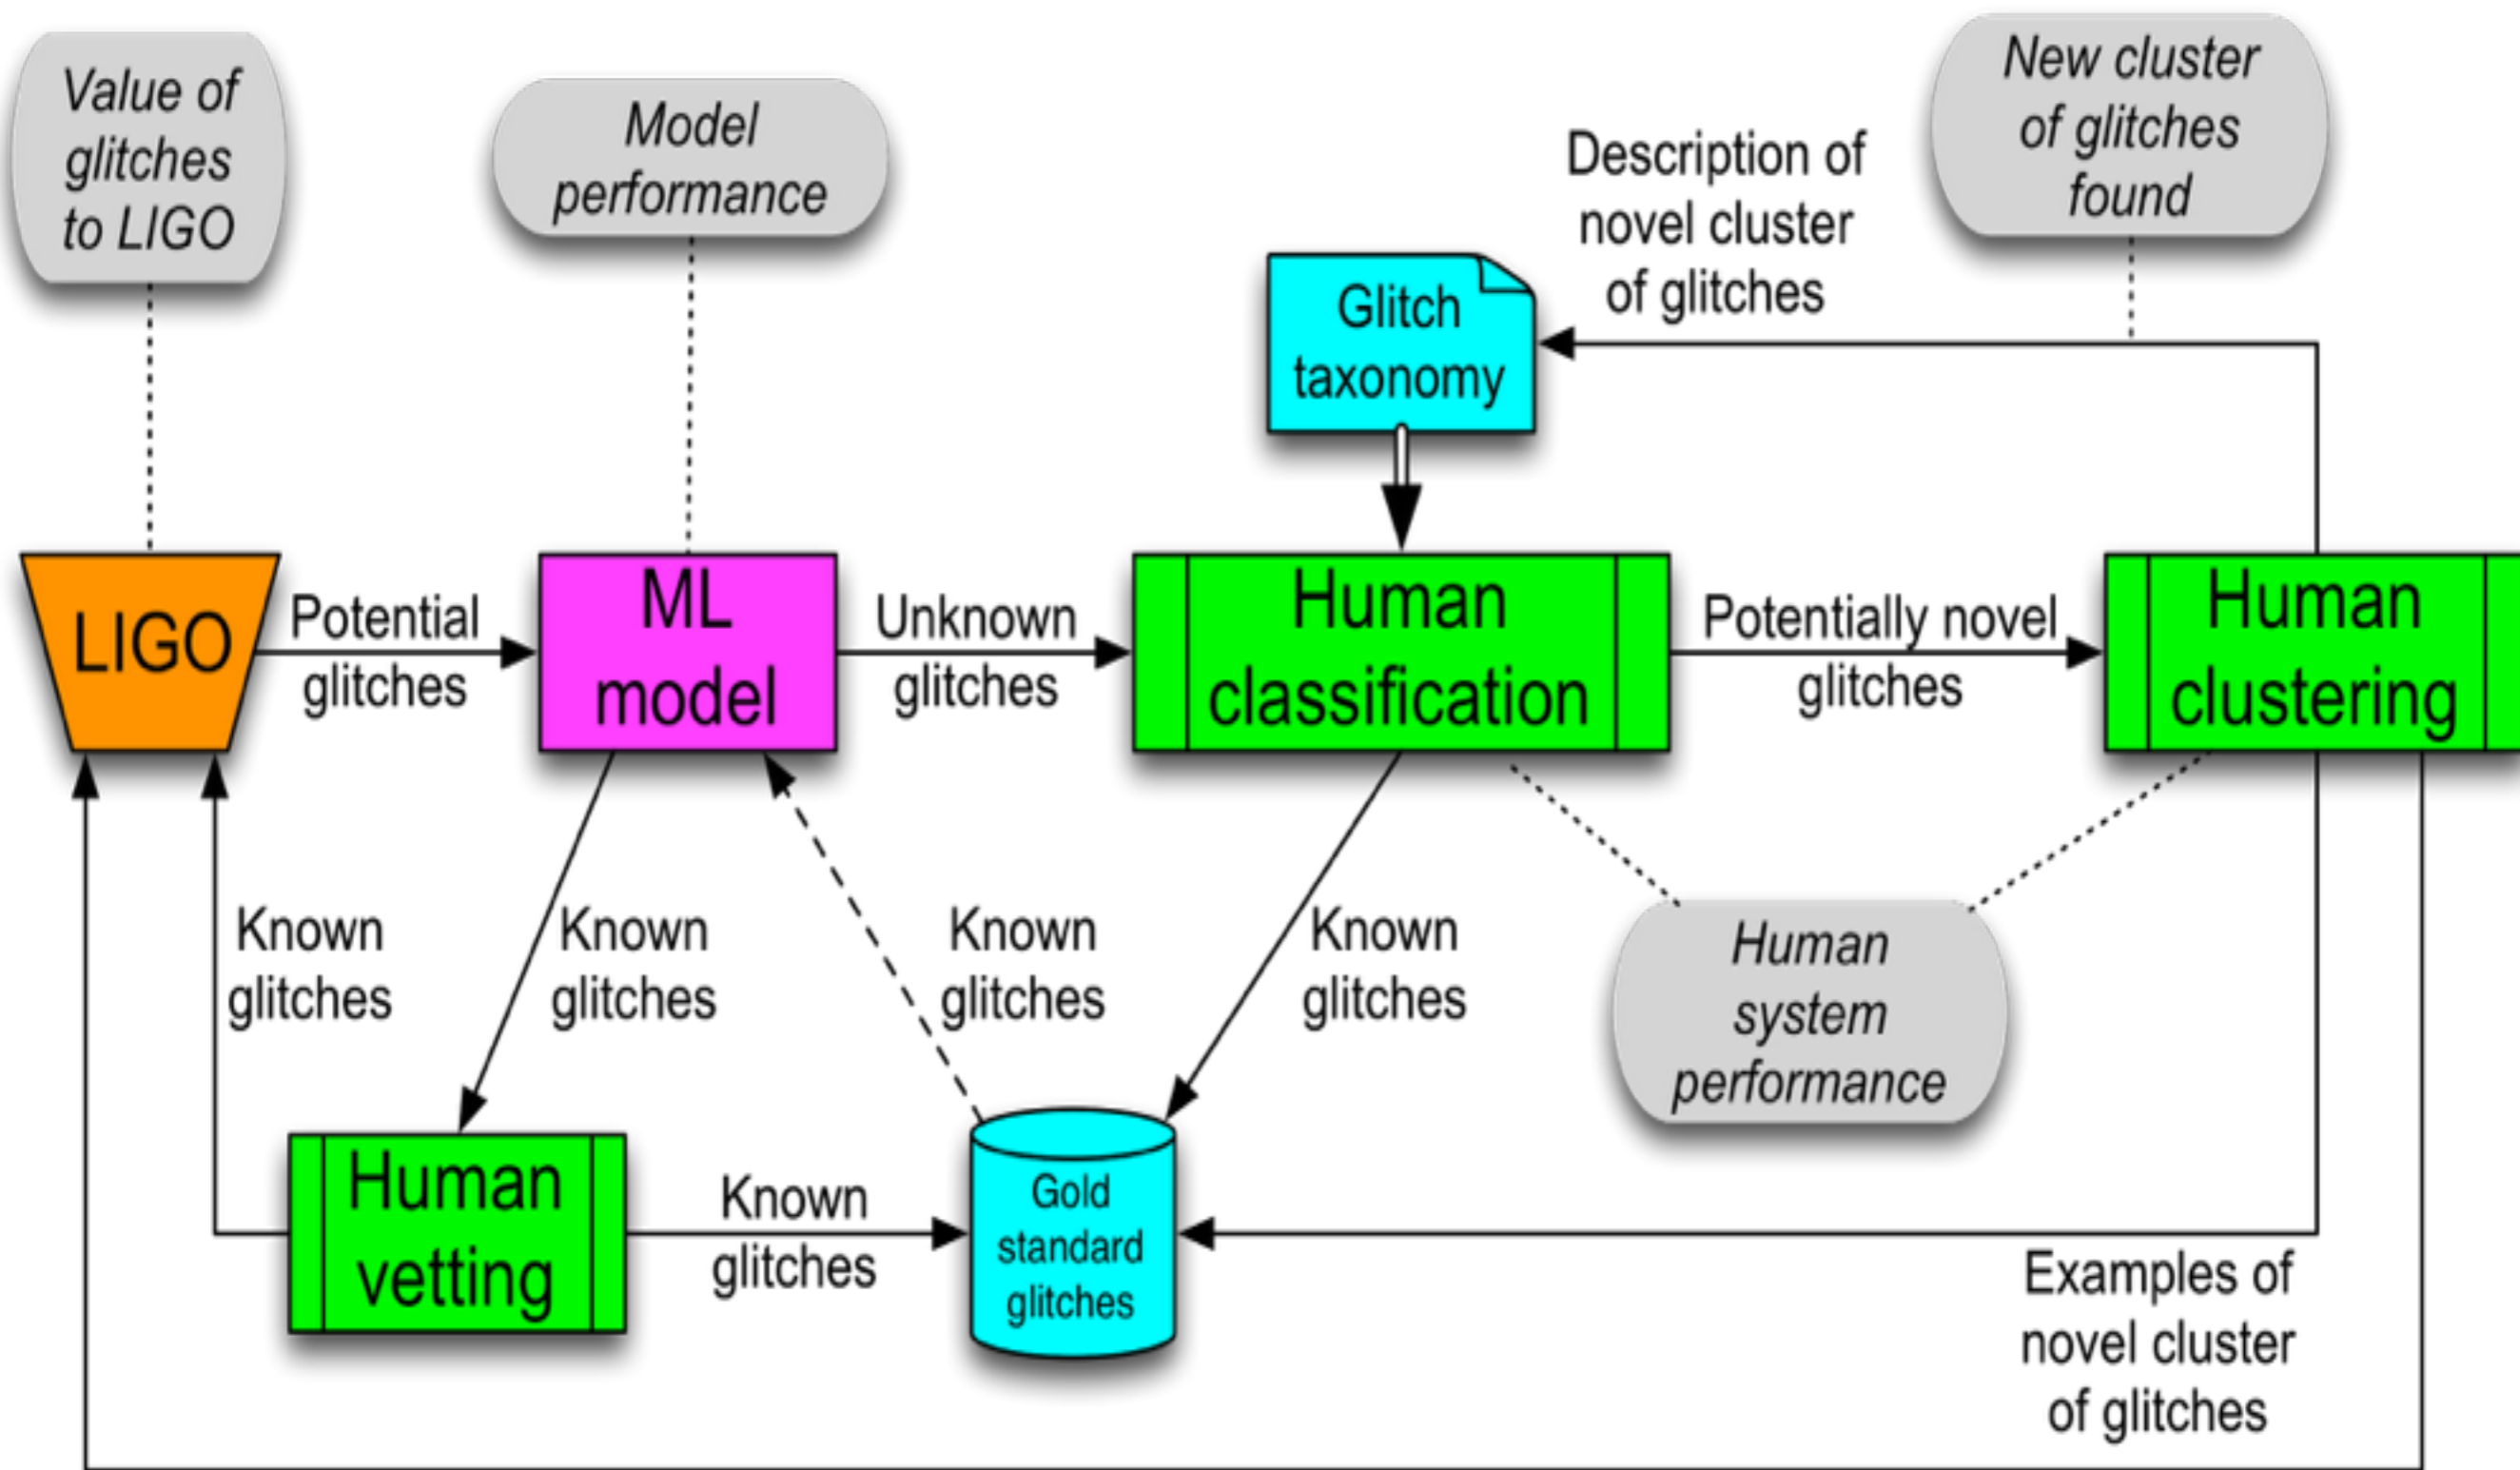 Value of
glitches
to LIGO
Model
performance
New cluster
of glitches
found
Description of
novel cluster
of glitches
Glitch
taxonomy
LIGO
Potential
glitches
ML
model
Unknown
glitches
Human
classification
Potentially novel
glitches
Human
clustering
Known
glitches
Known
glitches
Known
glitches
Known
glitches
Human
system
performance
Human
vetting
Known
glitches
Gold
standard
glitches
Examples of
novel cluster
of glitches